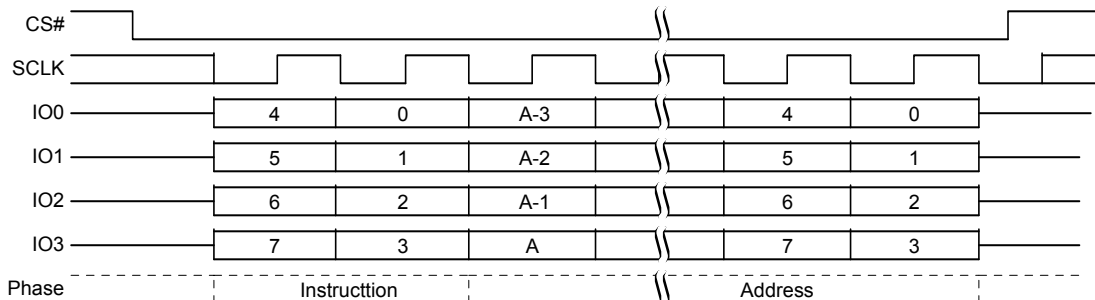 CS#
SCLK
IO0 4 0 A-3 4 0
IO1 5 1 A-2 5 1
IO2 6 2 A-1 6 2
IO3 7 3 A 7 3
Phase Instructtion Address